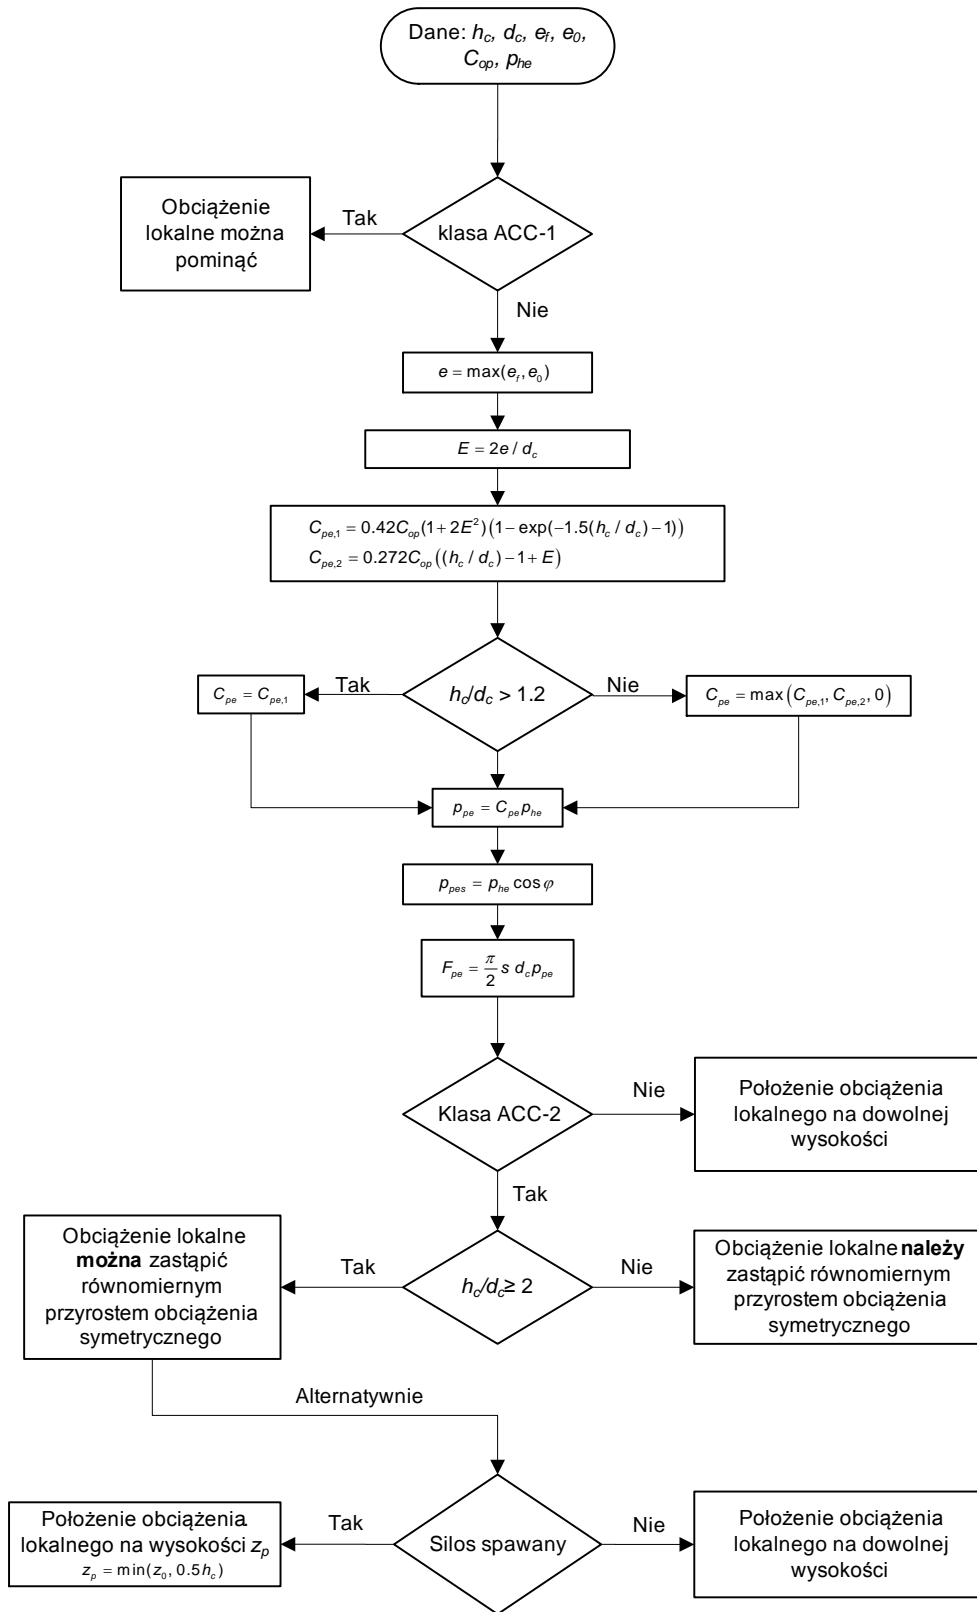 Dane: h_c, d_c, e_f, e_0,
C_op, p_he
Obciążenie
lokalne można
pominąć
Tak
klasa ACC-1
Nie
e = max(e_f, e_0)
E = 2e / d_c
C_pe,1 = 0.42C_op(1+2E²)(1−exp(−1.5(h_c / d_c)−1))
C_pe,2 = 0.272C_op((h_c / d_c)−1+E)
C_pe = C_pe,1
Tak
h_c/d_c > 1.2
Nie
C_pe = max(C_pe,1, C_pe,2, 0)
p_pe = C_pe p_he
p_pes = p_he cos φ
F_pe = π/2 s d_c p_pe
Klasa ACC-2
Nie
Położenie obciążenia
lokalnego na dowolnej
wysokości
Tak
Obciążenie lokalne
można zastąpić
równomiernym
przyrostem obciążenia
symetrycznego
Tak
h_c/d_c ≥ 2
Nie
Obciążenie lokalne należy
zastąpić równomiernym
przyrostem obciążenia
symetrycznego
Alternatywnie
Położenie obciążenia
lokalnego na wysokości z_p
z_p = min(z_0, 0.5h_c)
Tak
Silos spawany
Nie
Położenie obciążenia
lokalnego na dowolnej
wysokości